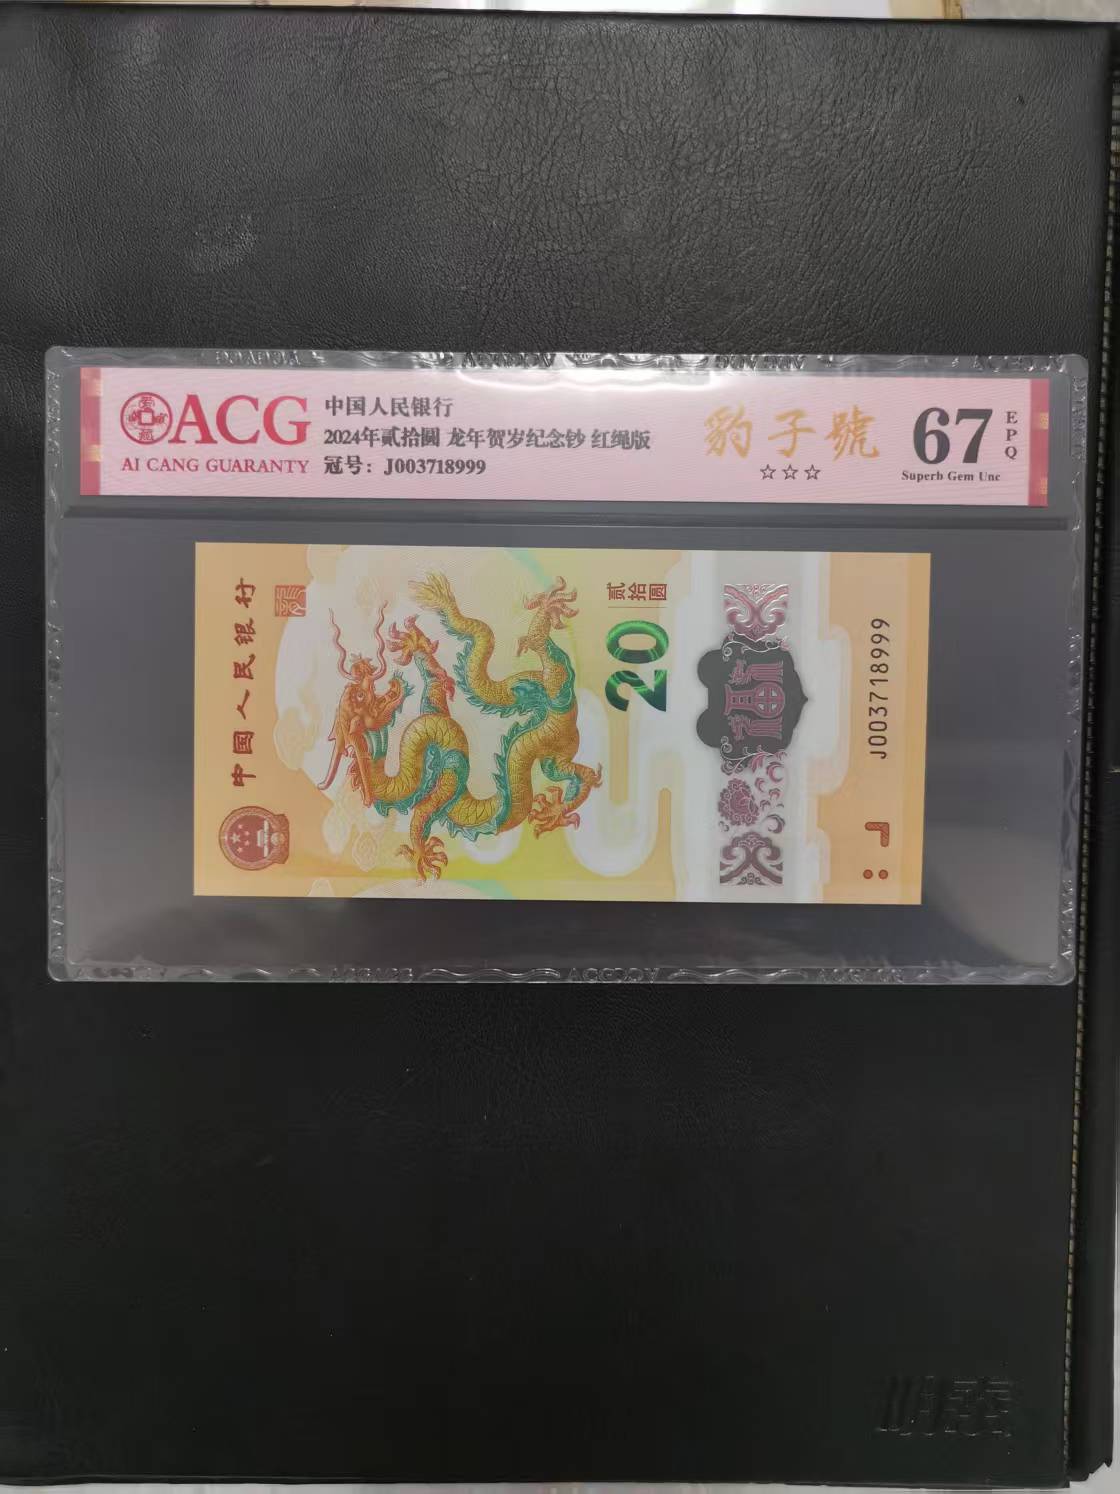 ACG
AI CANG GUARANTY
中国人民银行
2024年贰拾圆 龙年贺岁纪念钞 红绳版
冠号：J003718999
豹子號
☆☆☆
67
EPQ
Superb Gem Unc
中国人民银行
贰拾圆
20
J003718999